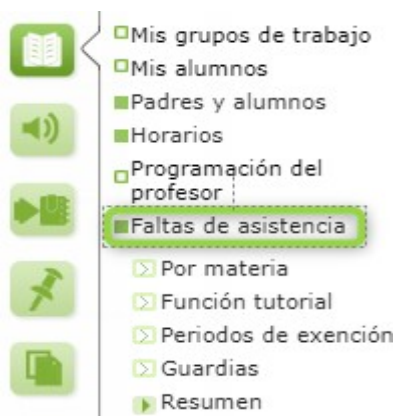 Mis grupos de trabajo
Mis alumnos
Padres y alumnos
Horarios
Programación del
profesor
Faltas de asistencia
Por materia
Función tutorial
Periodos de exención
Guardias
Resumen